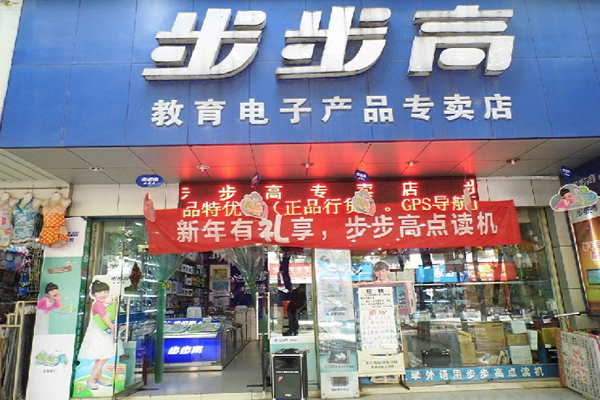 步步高
教育电子产品专卖店
步步高专卖店
品特优 (正品行货)。GPS导航
新年有礼享，步步高点读机
步步高
学外语用步步高点读机